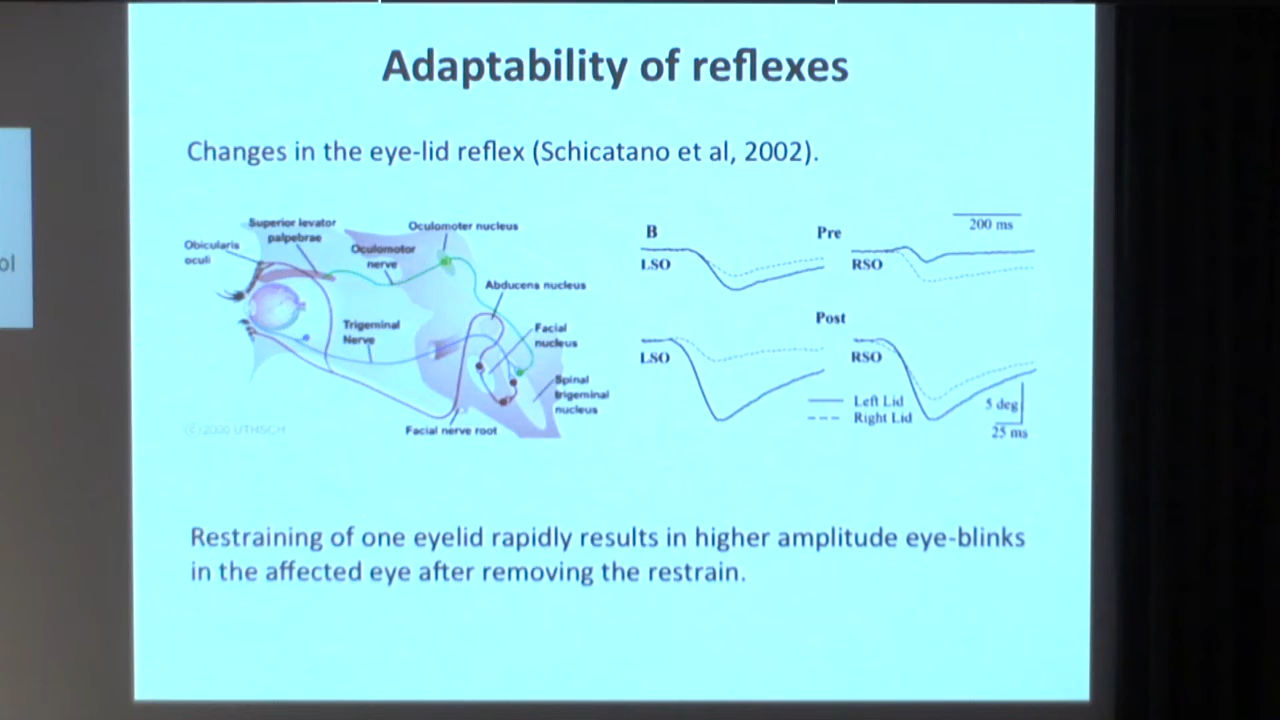 Adaptability of reflexes
Changes in the eye-lid reflex (Schicatano et al, 2002).
ol
Superior levator
palpebrae
Obicularis
oculi
Oculomotor
nerve
Oculomoter nucleus
Abducens nucleus
Trigeminal
Nerve
Facial
nucleus
Spinal
trigeminal
nucleus
Facial nerve root
(C)2000 UTHSCH
B
Pre
200 ms
LSO
RSO
Post
LSO
RSO
Left Lid
Right Lid
5 deg
25 ms
Restraining of one eyelid rapidly results in higher amplitude eye-blinks
in the affected eye after removing the restrain.